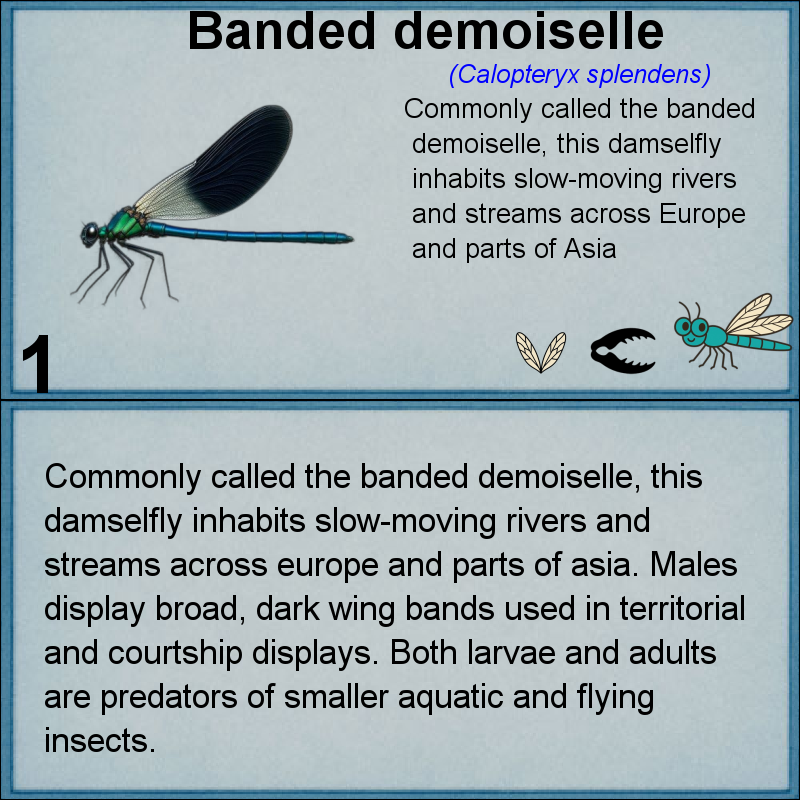 Banded demoiselle
(Calopteryx splendens)
Commonly called the banded
demoiselle, this damselfly
inhabits slow-moving rivers
and streams across Europe
and parts of Asia
1
Commonly called the banded demoiselle, this
damselfly inhabits slow-moving rivers and
streams across europe and parts of asia. Males
display broad, dark wing bands used in territorial
and courtship displays. Both larvae and adults
are predators of smaller aquatic and flying
insects.